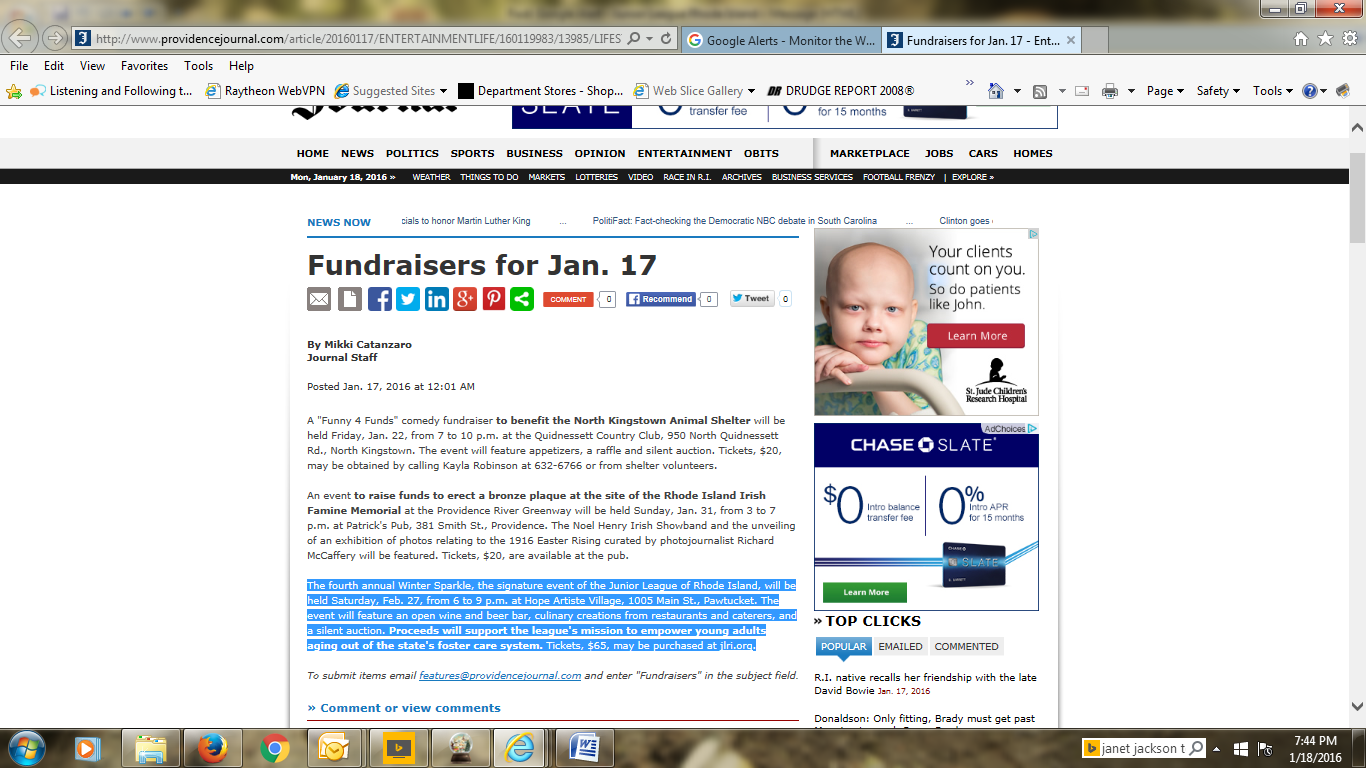 http://www.providencejournal.com/article/20160117/ENTERTAINMENTLIFE/160119983/13985/LIFES
Google Alerts - Monitor the W...
Fundraisers for Jan. 17 - Ent...
File Edit View Favorites Tools Help
Listening and Following t... Raytheon WebVPN Suggested Sites Department Stores - Shop... Web Slice Gallery DR DRUDGE REPORT 2008® » Page Safety Tools
Journal
SLATE transfer fee for 15 months
HOME NEWS POLITICS SPORTS BUSINESS OPINION ENTERTAINMENT OBITS MARKETPLACE JOBS CARS HOMES
Mon, January 18, 2016 » WEATHER THINGS TO DO MARKETS LOTTERIES VIDEO RACE IN R.I. ARCHIVES BUSINESS SERVICES FOOTBALL FRENZY | EXPLORE »
NEWS NOW cials to honor Martin Luther King ... PolitiFact: Fact-checking the Democratic NBC debate in South Carolina ... Clinton goes
Fundraisers for Jan. 17
COMMENT 0 Recommend 0 Tweet 0
By Mikki Catanzaro
Journal Staff
Posted Jan. 17, 2016 at 12:01 AM
A "Funny 4 Funds" comedy fundraiser to benefit the North Kingstown Animal Shelter will be
held Friday, Jan. 22, from 7 to 10 p.m. at the Quidnessett Country Club, 950 North Quidnessett
Rd., North Kingstown. The event will feature appetizers, a raffle and silent auction. Tickets, $20,
may be obtained by calling Kayla Robinson at 632-6766 or from shelter volunteers.
An event to raise funds to erect a bronze plaque at the site of the Rhode Island Irish
Famine Memorial at the Providence River Greenway will be held Sunday, Jan. 31, from 3 to 7
p.m. at Patrick's Pub, 381 Smith St., Providence. The Noel Henry Irish Showband and the unveiling
of an exhibition of photos relating to the 1916 Easter Rising curated by photojournalist Richard
McCaffery will be featured. Tickets, $20, are available at the pub.
The fourth annual Winter Sparkle, the signature event of the Junior League of Rhode Island, will be
held Saturday, Feb. 27, from 6 to 9 p.m. at Hope Artiste Village, 1005 Main St., Pawtucket. The
event will feature an open wine and beer bar, culinary creations from restaurants and caterers, and
a silent auction. Proceeds will support the league's mission to empower young adults
aging out of the state's foster care system. Tickets, $65, may be purchased at jlri.org.
To submit items email features@providencejournal.com and enter "Fundraisers" in the subject field.
» Comment or view comments
Your clients
count on you.
So do patients
like John.
Learn More
St. Jude Children's
Research Hospital
AdChoices
CHASE SLATE®
$0 Intro balance
transfer fee
0% Intro APR
for 15 months
CHASE
SLATE
Learn More
» TOP CLICKS
POPULAR EMAILED COMMENTED
R.I. native recalls her friendship with the late
David Bowie Jan. 17, 2016
Donaldson: Only fitting, Brady must get past
janet jackson t
7:44 PM
1/18/2016